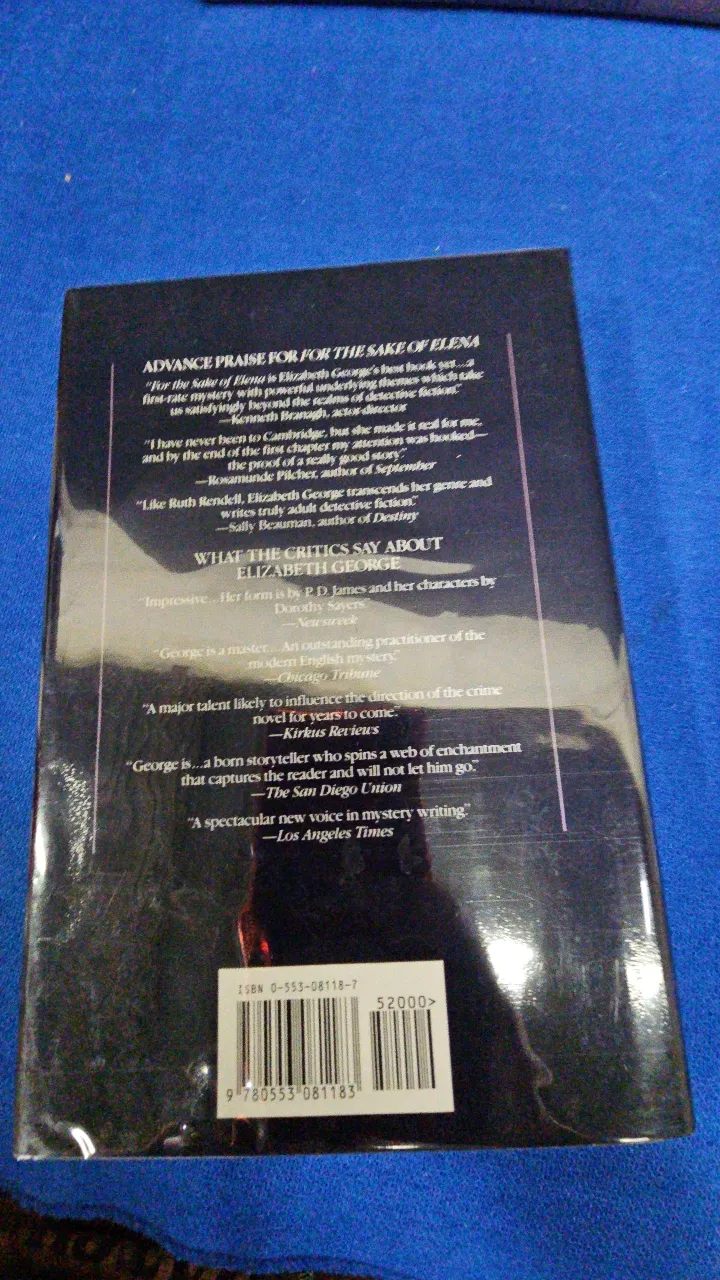 ADVANCE PRAISE FOR FOR THE SAKE OF ELENA
"For the Sake of Elena is Elizabeth George's best book yet...a
first-rate mystery with powerful underlying themes which take
us satisfyingly beyond the realms of detective fiction."
—Kenneth Branagh, actor-director
"I have never been to Cambridge, but she made it real for me,
and by the end of the first chapter my attention was hooked—
the proof of a really good story."
—Rosamunde Pilcher, author of September
"Like Ruth Rendell, Elizabeth George transcends her genre and
writes truly adult detective fiction."
—Sally Beauman, author of Destiny
WHAT THE CRITICS SAY ABOUT
ELIZABETH GEORGE
"Impressive...Her form is by P. D. James and her characters by
Dorothy Sayers."
—Newsweek
"George is a master...An outstanding practitioner of the
modern English mystery."
—Chicago Tribune
"A major talent likely to influence the direction of the crime
novel for years to come."
—Kirkus Reviews
"George is...a born storyteller who spins a web of enchantment
that captures the reader and will not let him go."
—The San Diego Union
"A spectacular new voice in mystery writing."
—Los Angeles Times
ISBN 0-553-08118-7
52000>
9 780553 081183